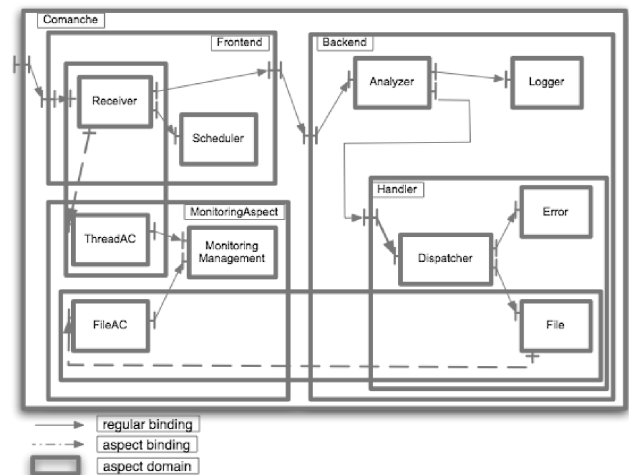 Comanche
Frontend
Backend
Receiver
Scheduler
Analyzer
Logger
Handler
MonitoringAspect
ThreadAC
Monitoring
Management
Dispatcher
Error
FileAC
File
regular binding
aspect binding
aspect domain